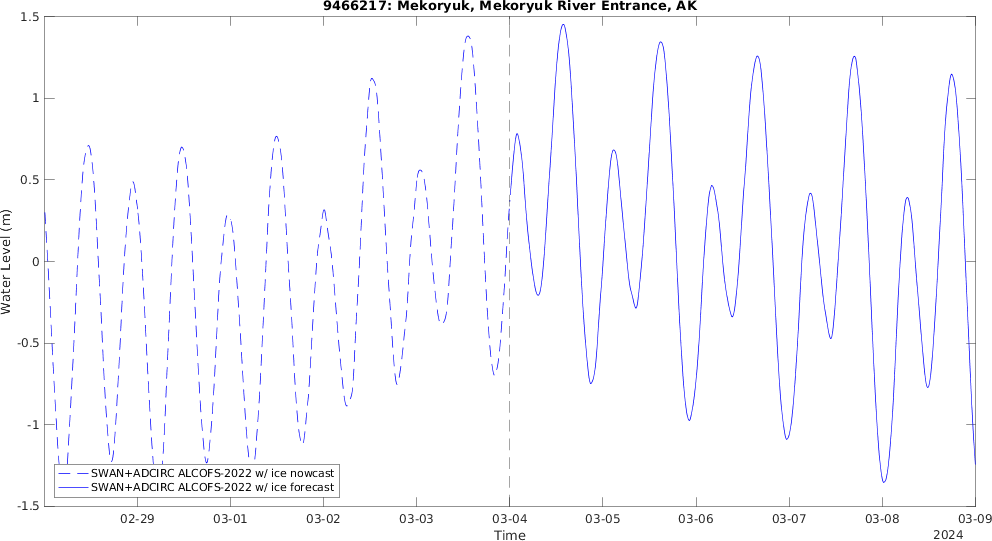 9466217: Mekoryuk, Mekoryuk River Entrance, AK
1.5
1
0.5
0
-0.5
-1
-1.5
Water Level (m)
SWAN+ADCIRC ALCOFS-2022 w/ ice nowcast
SWAN+ADCIRC ALCOFS-2022 w/ ice forecast
02-29 03-01 03-02 03-03 03-04 03-05 03-06 03-07 03-08 03-09
Time
2024